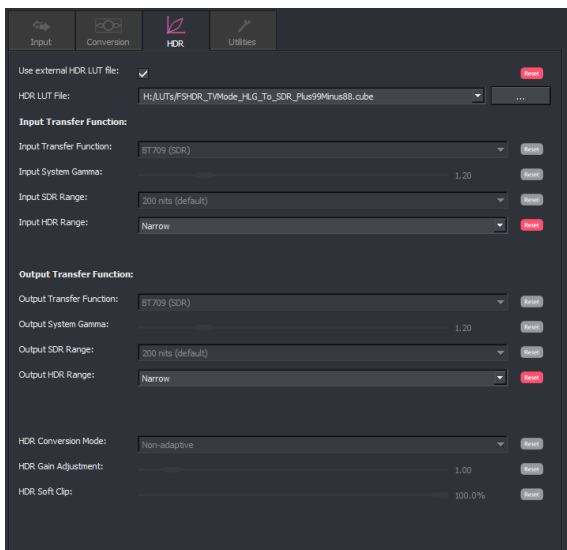 Input Conversion HDR Utilities
Use external HDR LUT file: Reset
HDR LUT File: H:/LUTs/FSHDR_TVMode_HLG_To_SDR_Plus99Minus88.cube ...
Input Transfer Function:
Input Transfer Function: BT709 (SDR) Reset
Input System Gamma: 1.20 Reset
Input SDR Range: 200 nits (default) Reset
Input HDR Range: Narrow Reset
Output Transfer Function:
Output Transfer Function: BT709 (SDR) Reset
Output System Gamma: 1.20 Reset
Output SDR Range: 200 nits (default) Reset
Output HDR Range: Narrow Reset
HDR Conversion Mode: Non-adaptive Reset
HDR Gain Adjustment: 1.00 Reset
HDR Soft Clip: 100.0% Reset